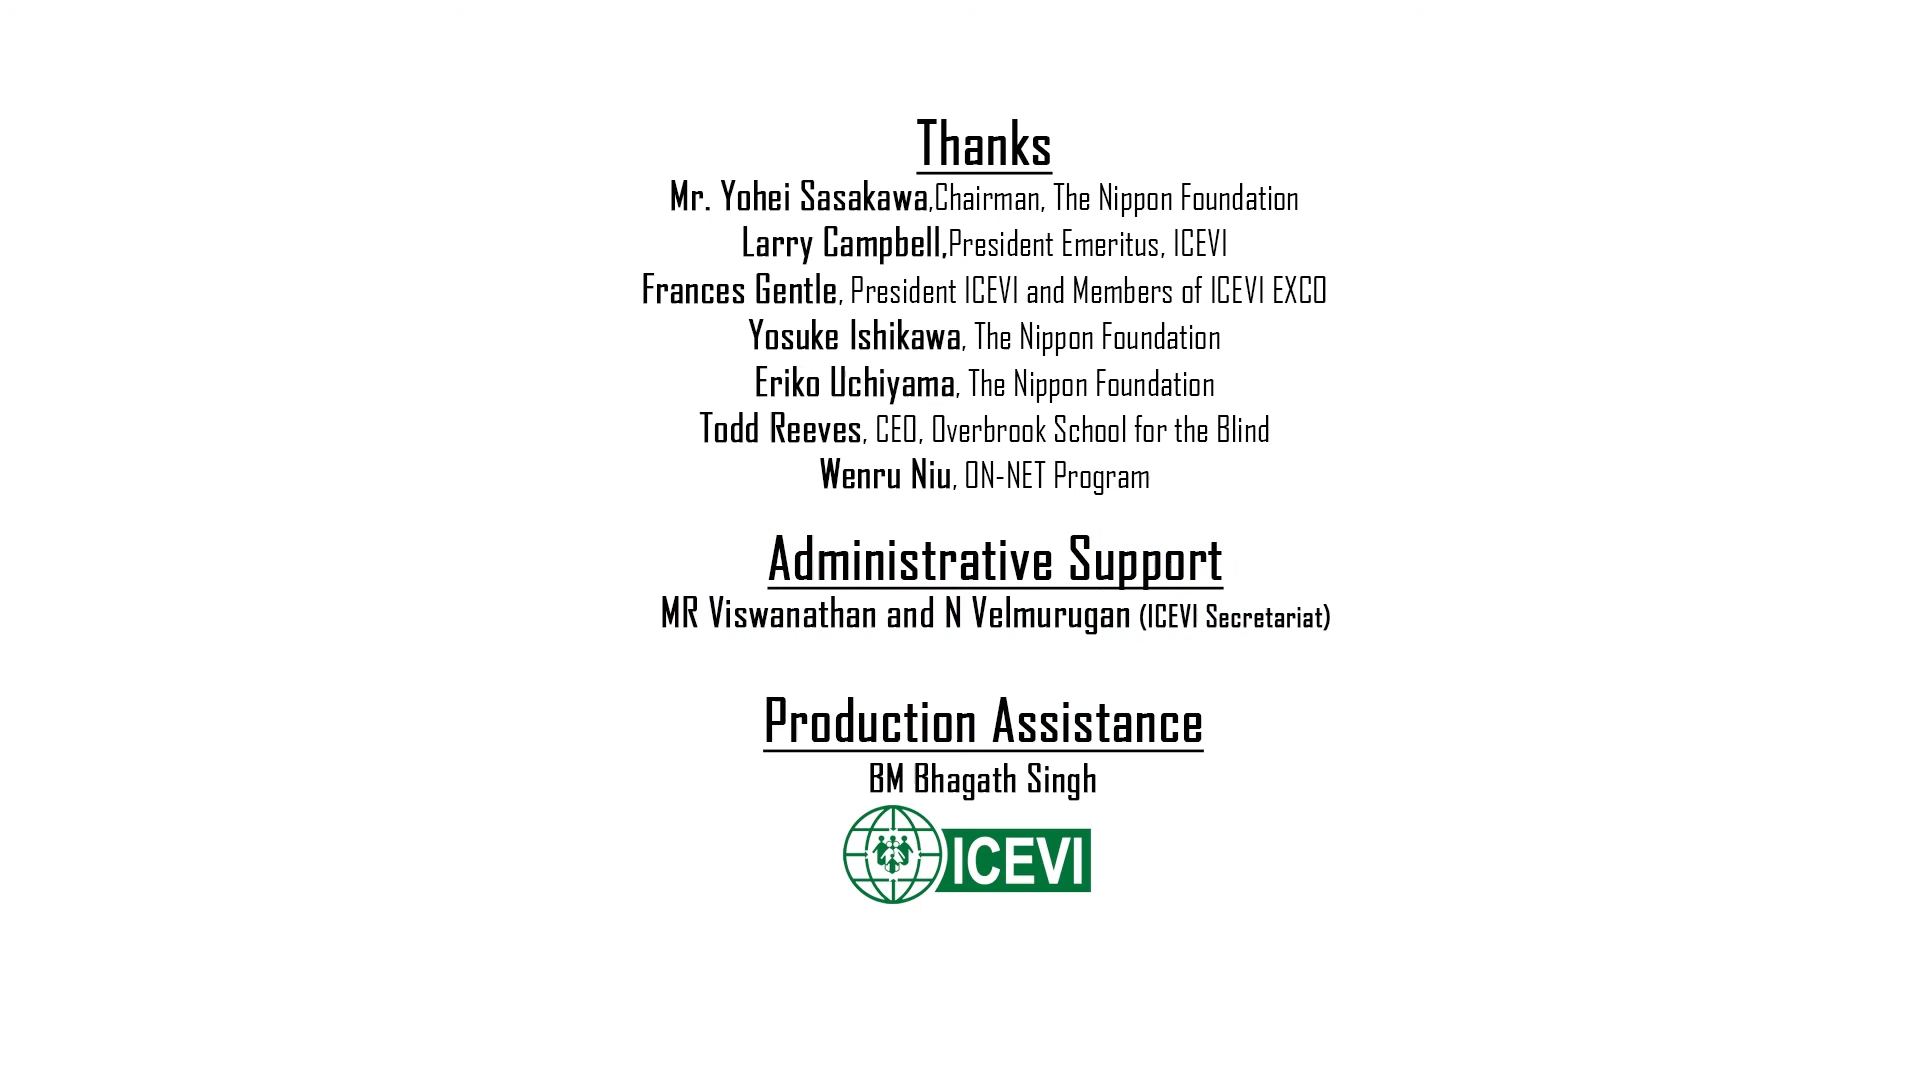 Thanks
Mr. Yohei Sasakawa,Chairman, The Nippon Foundation
Larry Campbell,President Emeritus, ICEVI
Frances Gentle, President ICEVI and Members of ICEVI EXCO
Yosuke Ishikawa, The Nippon Foundation
Eriko Uchiyama, The Nippon Foundation
Todd Reeves, CEO, Overbrook School for the Blind
Wenru Niu, ON-NET Program
Administrative Support
MR Viswanathan and N Velmurugan (ICEVI Secretariat)
Production Assistance
BM Bhagath Singh
ICEVI